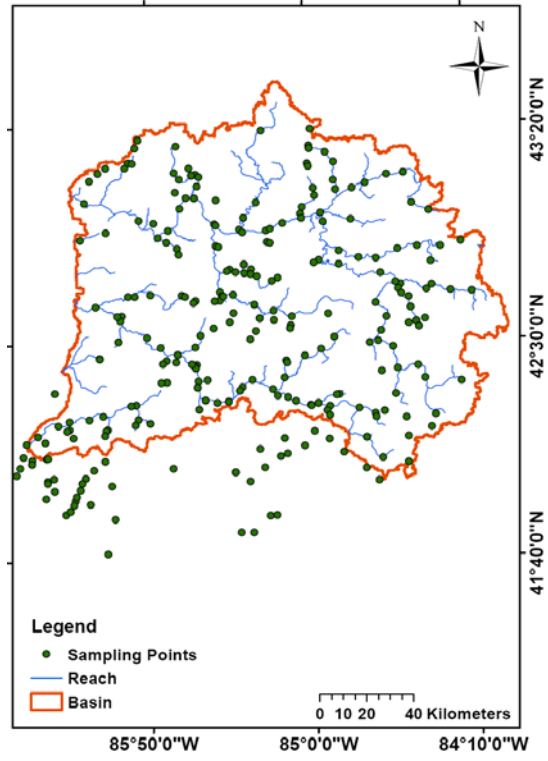 N
43°20'0"N
42°30'0"N
41°40'0"N
Legend
Sampling Points
Reach
Basin
0 10 20 40 Kilometers
85°50'0"W 85°0'0"W 84°10'0"W